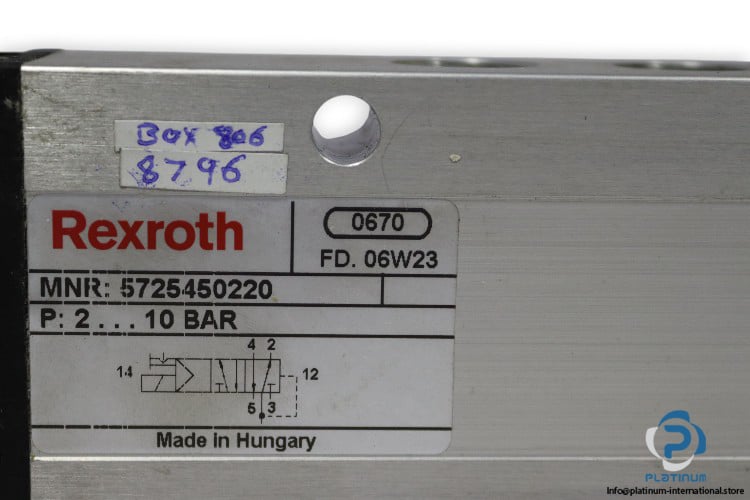 Box 806
8796
Rexroth
0670
FD. 06W23
MNR: 5725450220
P: 2 . . . 10 BAR
4 2
14 12
5 3
Made in Hungary
PLATINUM
Info@platinum-international.store